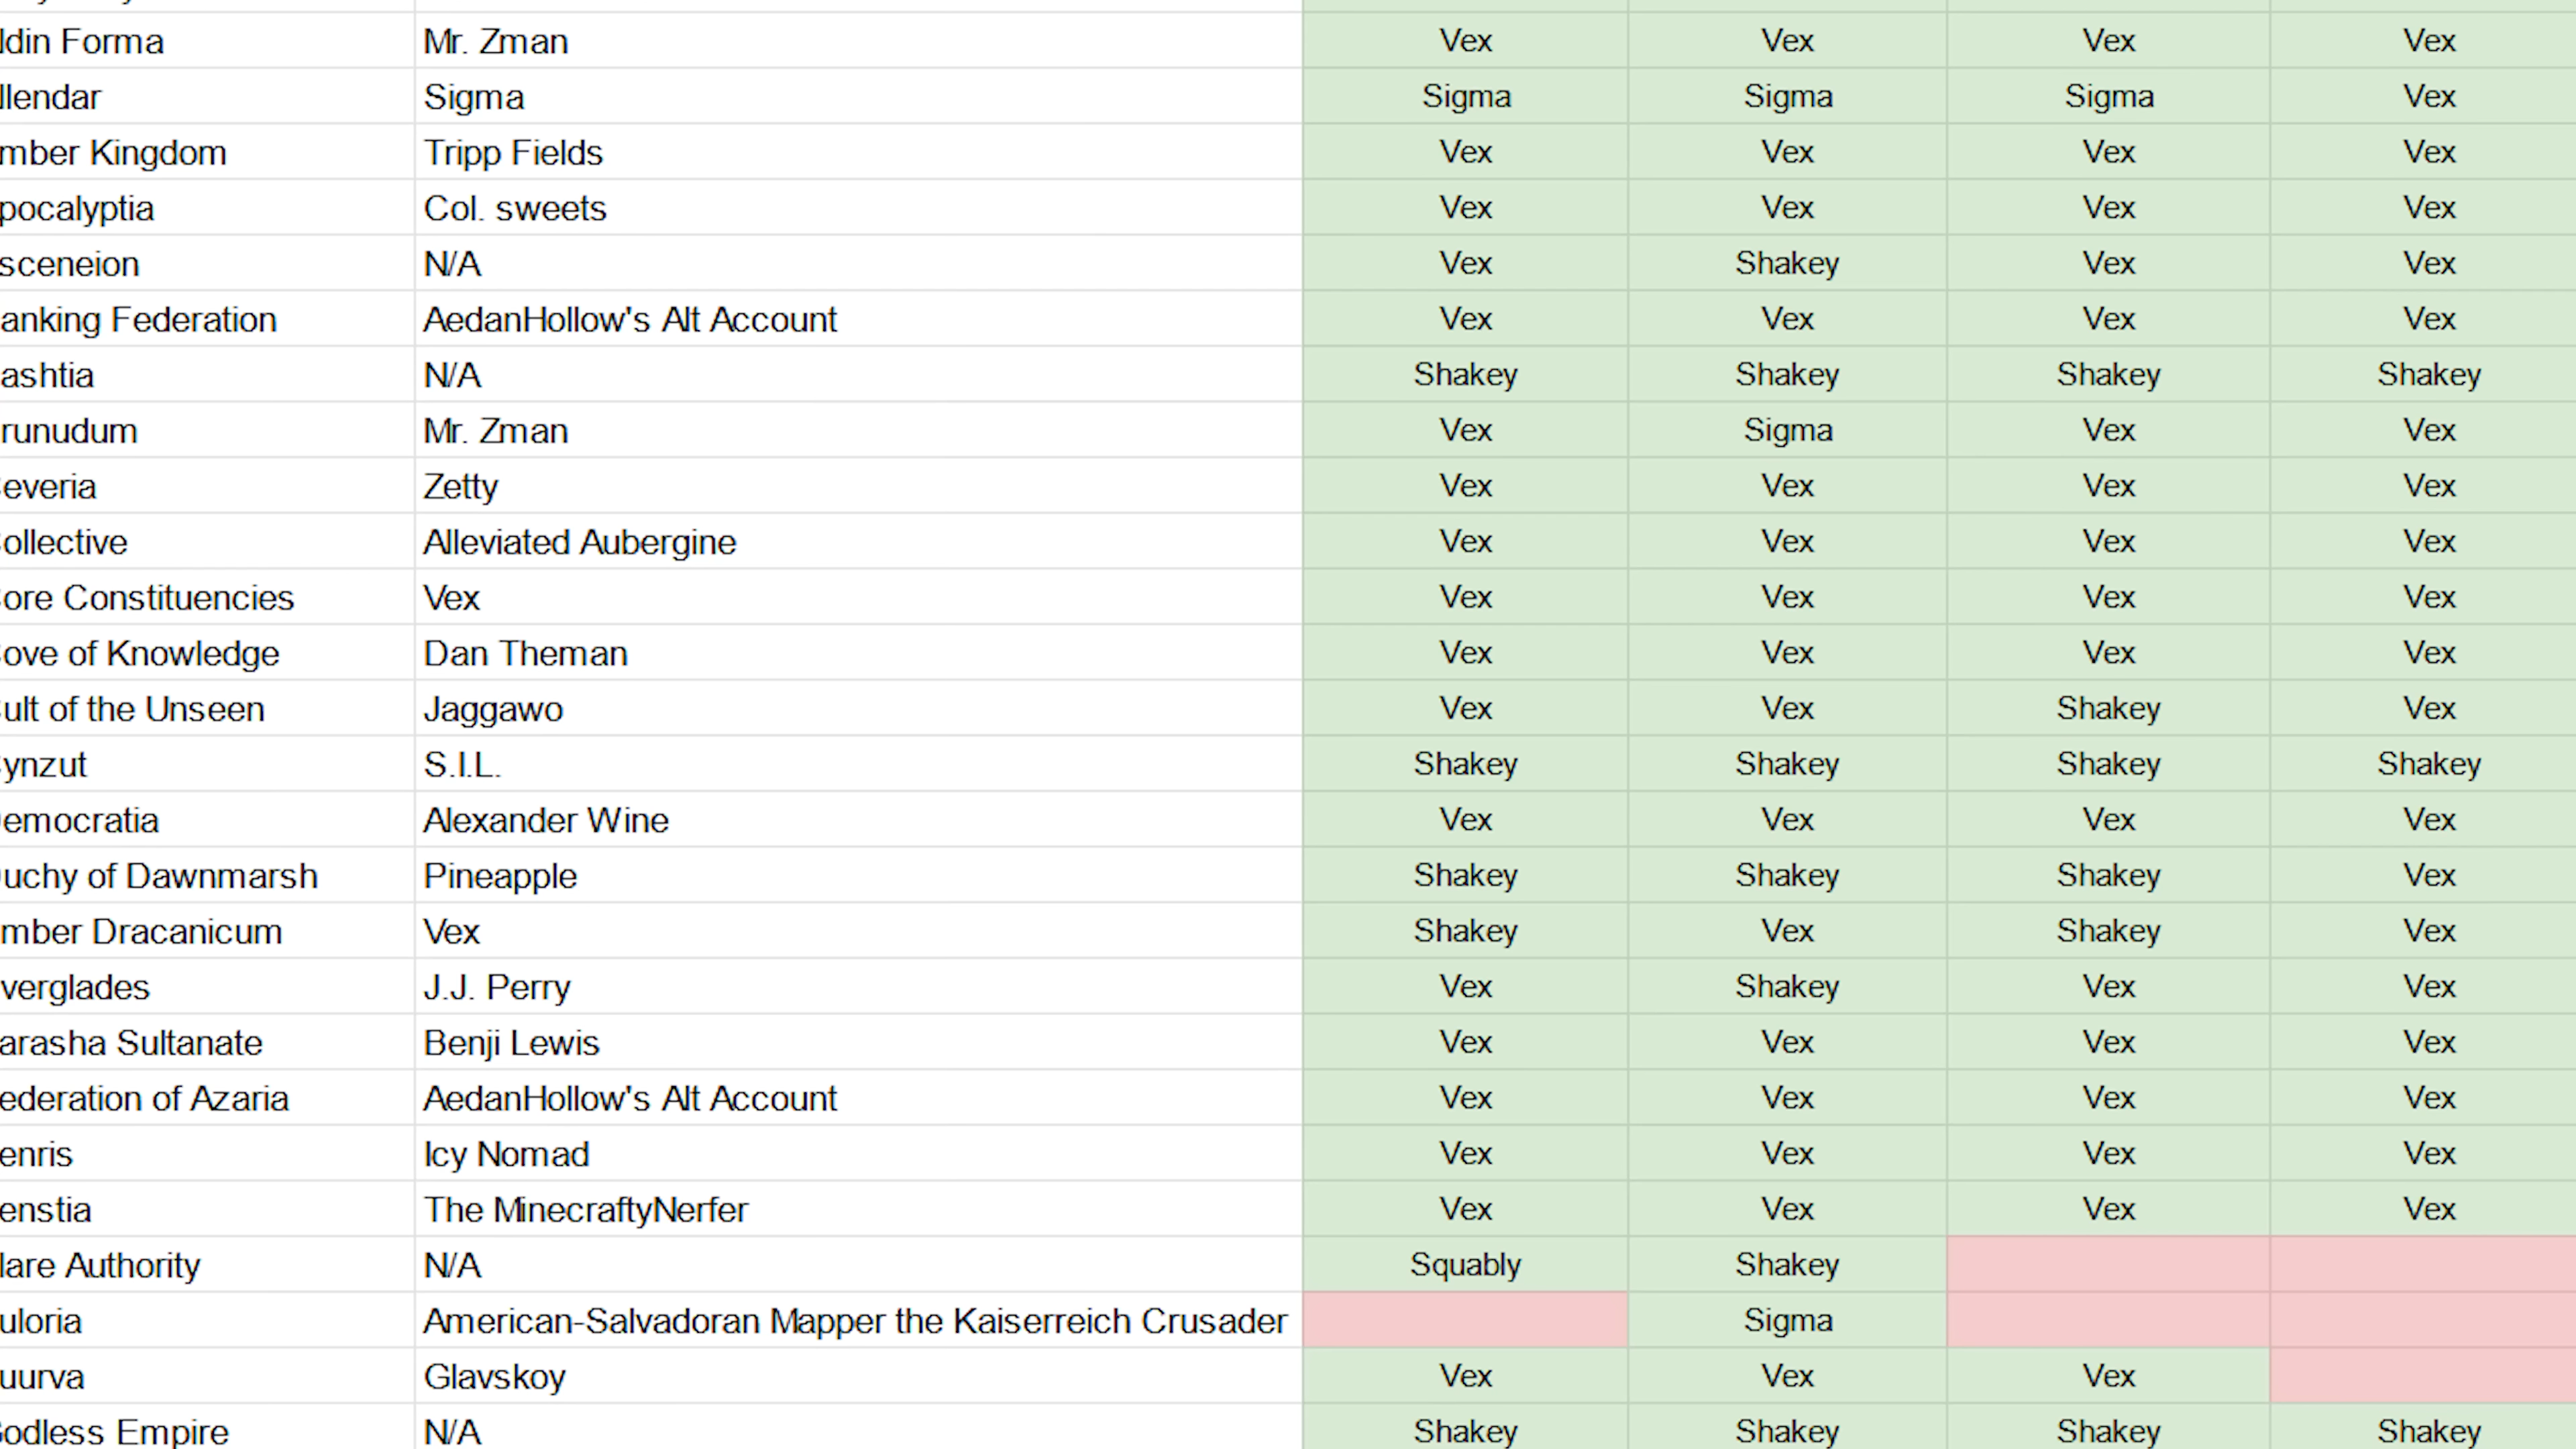 ldin Forma Mr. Zman Vex Vex Vex Vex
llendar Sigma Sigma Sigma Sigma Vex
mber Kingdom Tripp Fields Vex Vex Vex Vex
pocalyptia Col. sweets Vex Vex Vex Vex
sceneion N/A Vex Shakey Vex Vex
anking Federation AedanHollow's Alt Account Vex Vex Vex Vex
ashtia N/A Shakey Shakey Shakey Shakey
runudum Mr. Zman Vex Sigma Vex Vex
everia Zetty Vex Vex Vex Vex
ollective Alleviated Aubergine Vex Vex Vex Vex
ore Constituencies Vex Vex Vex Vex Vex
ove of Knowledge Dan Theman Vex Vex Vex Vex
ult of the Unseen Jaggawo Vex Vex Shakey Vex
ynzut S.I.L. Shakey Shakey Shakey Shakey
emocratia Alexander Wine Vex Vex Vex Vex
uchy of Dawnmarsh Pineapple Shakey Shakey Shakey Vex
mber Dracanicum Vex Shakey Vex Shakey Vex
verglades J.J. Perry Vex Shakey Vex Vex
arasha Sultanate Benji Lewis Vex Vex Vex Vex
ederation of Azaria AedanHollow's Alt Account Vex Vex Vex Vex
enris Icy Nomad Vex Vex Vex Vex
enstia The MinecraftyNerfer Vex Vex Vex Vex
lare Authority N/A Squably Shakey
uloria American-Salvadoran Mapper the Kaiserreich Crusader Sigma
uurva Glavskoy Vex Vex Vex
odless Empire N/A Shakey Shakey Shakey Shakey